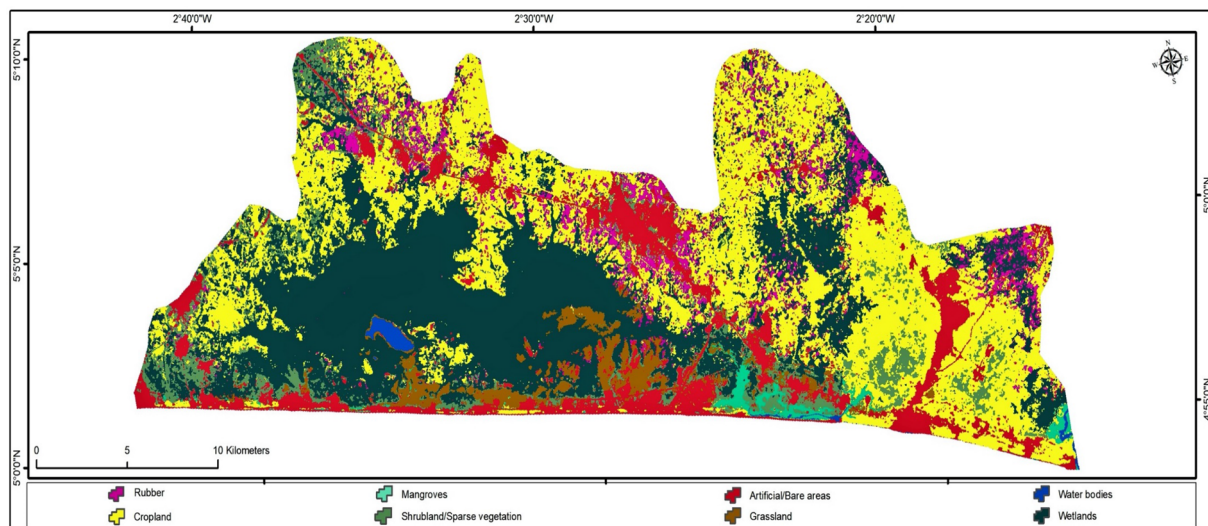 2°40'0"W 2°30'0"W 2°20'0"W
5°10'0"N
N
W E
S
5°0'0"N
5°5'0"N
4°55'0"N
5°0'0"N
0 5 10 Kilometers
Rubber Mangroves Artificial/Bare areas Water bodies
Cropland Shrubland/Sparse vegetation Grassland Wetlands